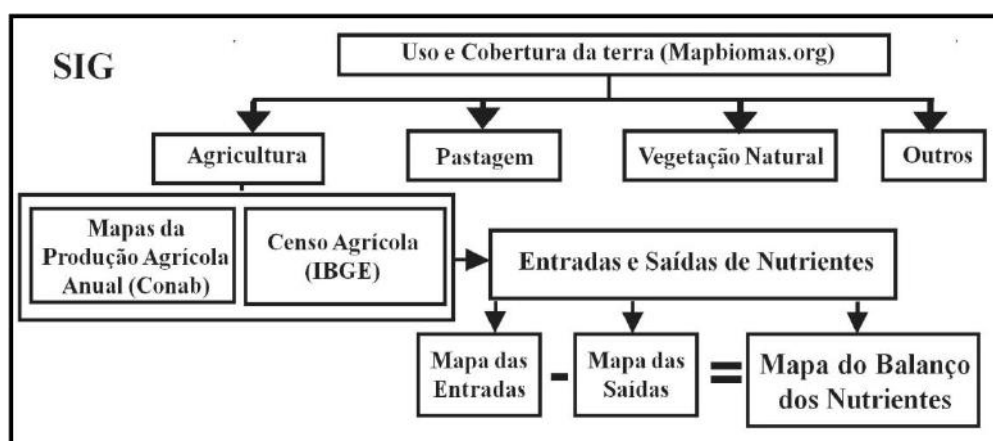 SIG
Uso e Cobertura da terra (Mapbiomas.org)
Agricultura
Pastagem
Vegetação Natural
Outros
Mapas da
Produção Agrícola
Anual (Conab)
Censo Agrícola
(IBGE)
Entradas e Saídas de Nutrientes
Mapa das
Entradas
-
Mapa das
Saídas
=
Mapa do Balanço
dos Nutrientes